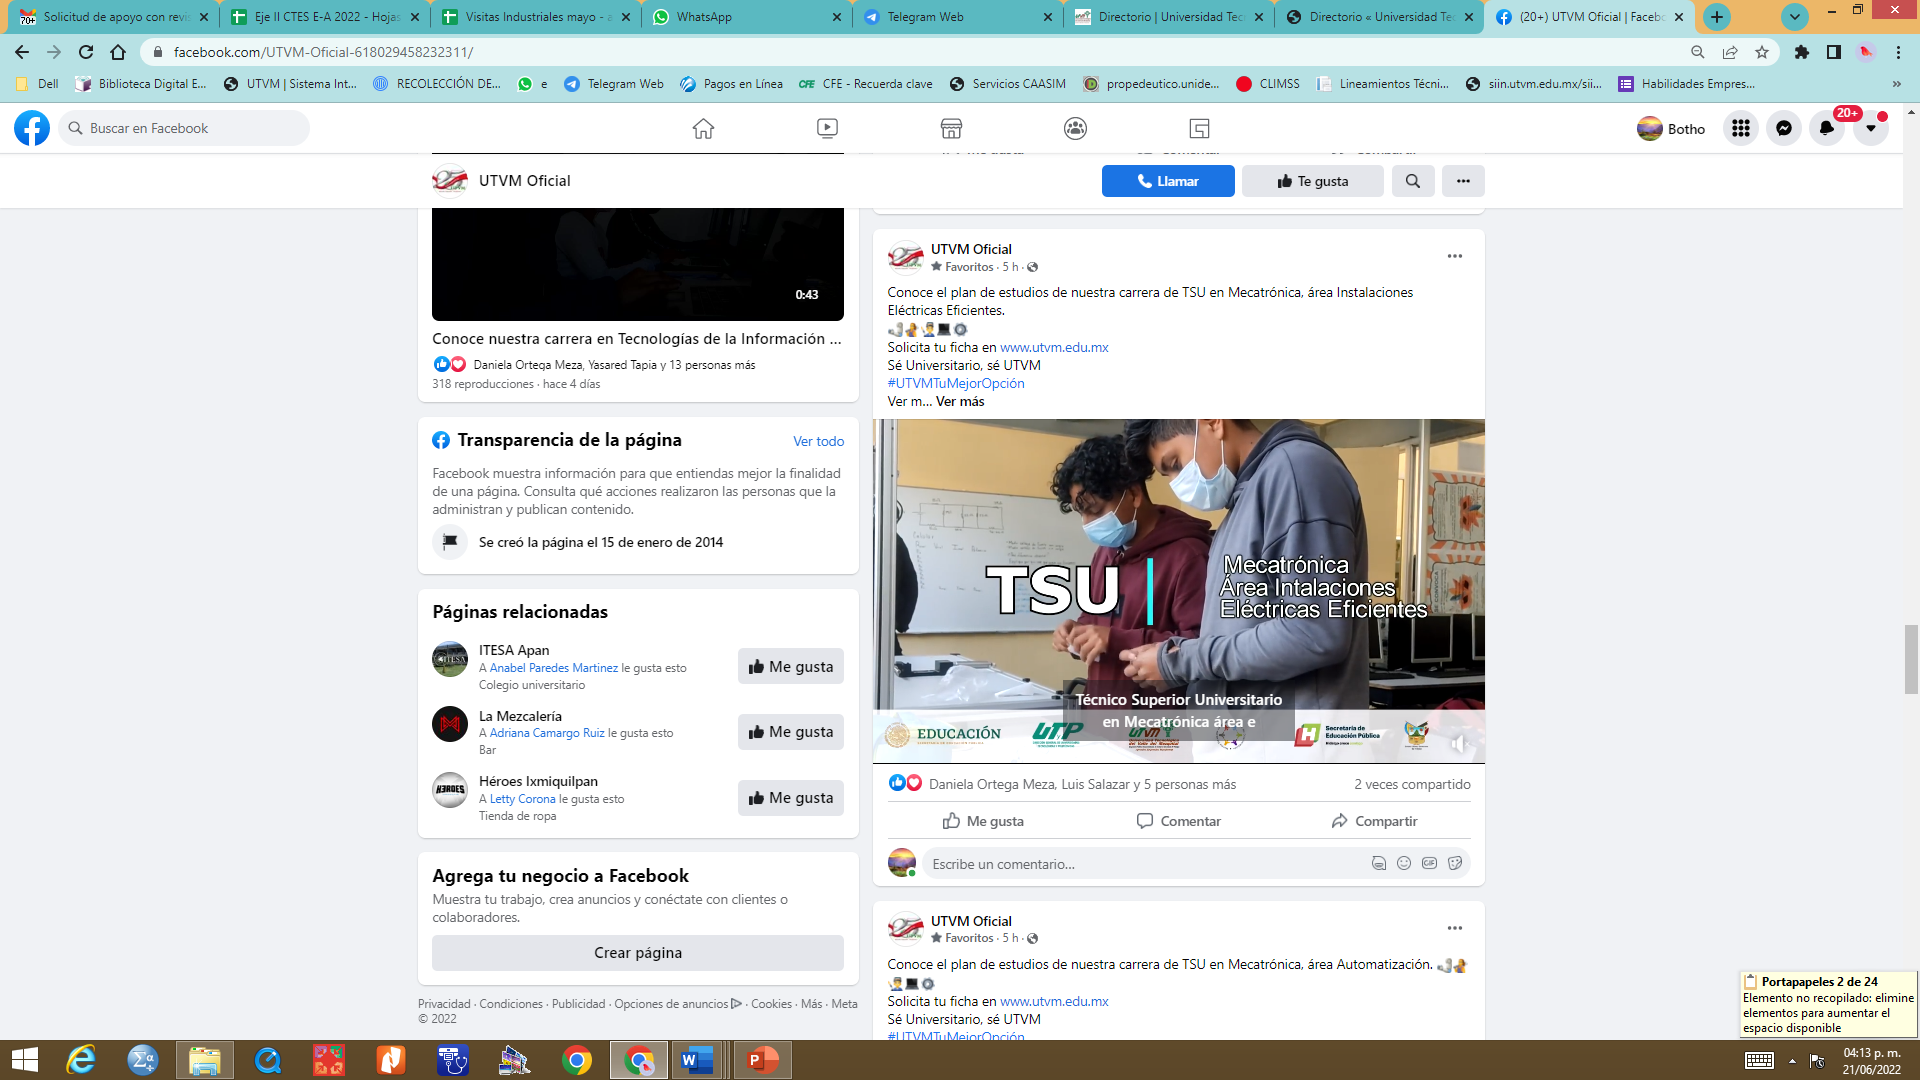 Solicitud de apoyo con revis
Eje II CTES E-A 2022 - Hojas
Visitas Industriales mayo - a
WhatsApp
Telegram Web
Directorio | Universidad Tec
Directorio « Universidad Te
(20+) UTVM Oficial | Facebo
facebook.com/UTVM-Oficial-618029458232311/
Dell
Biblioteca Digital E...
UTVM | Sistema Int...
RECOLECCIÓN DE...
e
Telegram Web
Pagos en Línea
CFE CFE - Recuerda clave
Servicios CAASIM
propedeutico.unide...
CLIMSS
Lineamientos Técni...
siin.utvm.edu.mx/sii...
Habilidades Empres...
Buscar en Facebook
Botho
20+
UTVM Oficial
Llamar
Te gusta
0:43
Conoce nuestra carrera en Tecnologías de la Información ...
Daniela Ortega Meza, Yasared Tapia y 13 personas más
318 reproducciones · hace 4 días
Transparencia de la página
Ver todo
Facebook muestra información para que entiendas mejor la finalidad
de una página. Consulta qué acciones realizaron las personas que la
administran y publican contenido.
Se creó la página el 15 de enero de 2014
Páginas relacionadas
ITESA Apan
A Anabel Paredes Martinez le gusta esto
Colegio universitario
Me gusta
La Mezcalería
A Adriana Camargo Ruiz le gusta esto
Bar
Me gusta
Héroes Ixmiquilpan
A Letty Corona le gusta esto
Tienda de ropa
Me gusta
Agrega tu negocio a Facebook
Muestra tu trabajo, crea anuncios y conéctate con clientes o
colaboradores.
Crear página
Privacidad · Condiciones · Publicidad · Opciones de anuncios · Cookies · Más · Meta
© 2022
UTVM Oficial
Favoritos · 5 h ·
Conoce el plan de estudios de nuestra carrera de TSU en Mecatrónica, área Instalaciones
Eléctricas Eficientes.
Solicita tu ficha en www.utvm.edu.mx
Sé Universitario, sé UTVM
#UTVMTuMejorOpción
Ver m... Ver más
TSU
Mecatrónica
Área Intalaciones
Eléctricas Eficientes
Técnico Superior Universitario
en Mecatrónica área e
EDUCACIÓN
UTP
utvm
Secretaría de
Educación Pública
Daniela Ortega Meza, Luis Salazar y 5 personas más
2 veces compartido
Me gusta
Comentar
Compartir
Escribe un comentario...
UTVM Oficial
Favoritos · 5 h ·
Conoce el plan de estudios de nuestra carrera de TSU en Mecatrónica, área Automatización.
Solicita tu ficha en www.utvm.edu.mx
Sé Universitario, sé UTVM
#UTVMTuMejorOpción
Portapapeles 2 de 24
Elemento no recopilado: elimine
elementos para aumentar el
espacio disponible
04:13 p. m.
21/06/2022